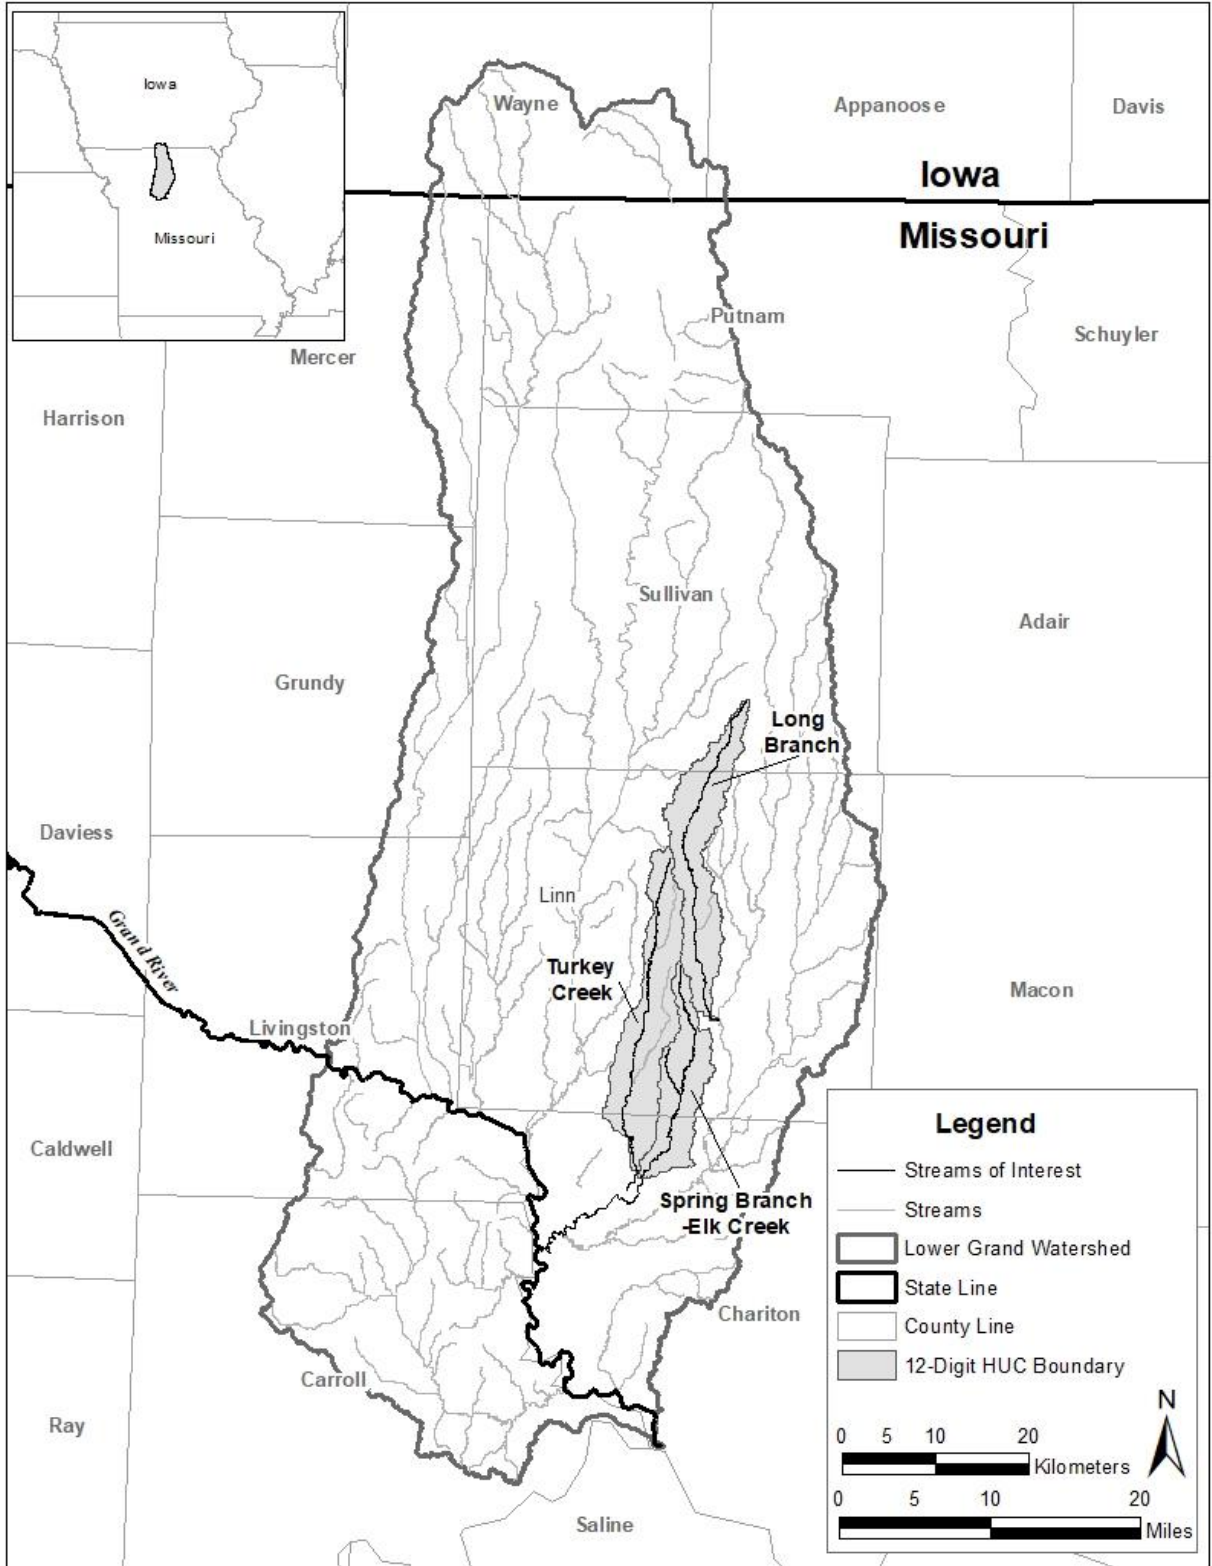 Iowa
Missouri
Wayne
Appanoose
Davis
Iowa
Missouri
Putnam
Schuyler
Mercer
Harrison
Sullivan
Adair
Grundy
Long
Branch
Daviess
Linn
Grand River
Turkey
Creek
Macon
Livingston
Caldwell
Spring Branch
-Elk Creek
Chariton
Carroll
Ray
Saline
Legend
Streams of Interest
Streams
Lower Grand Watershed
State Line
County Line
12-Digit HUC Boundary
N
0 5 10 20
Kilometers
0 5 10 20
Miles